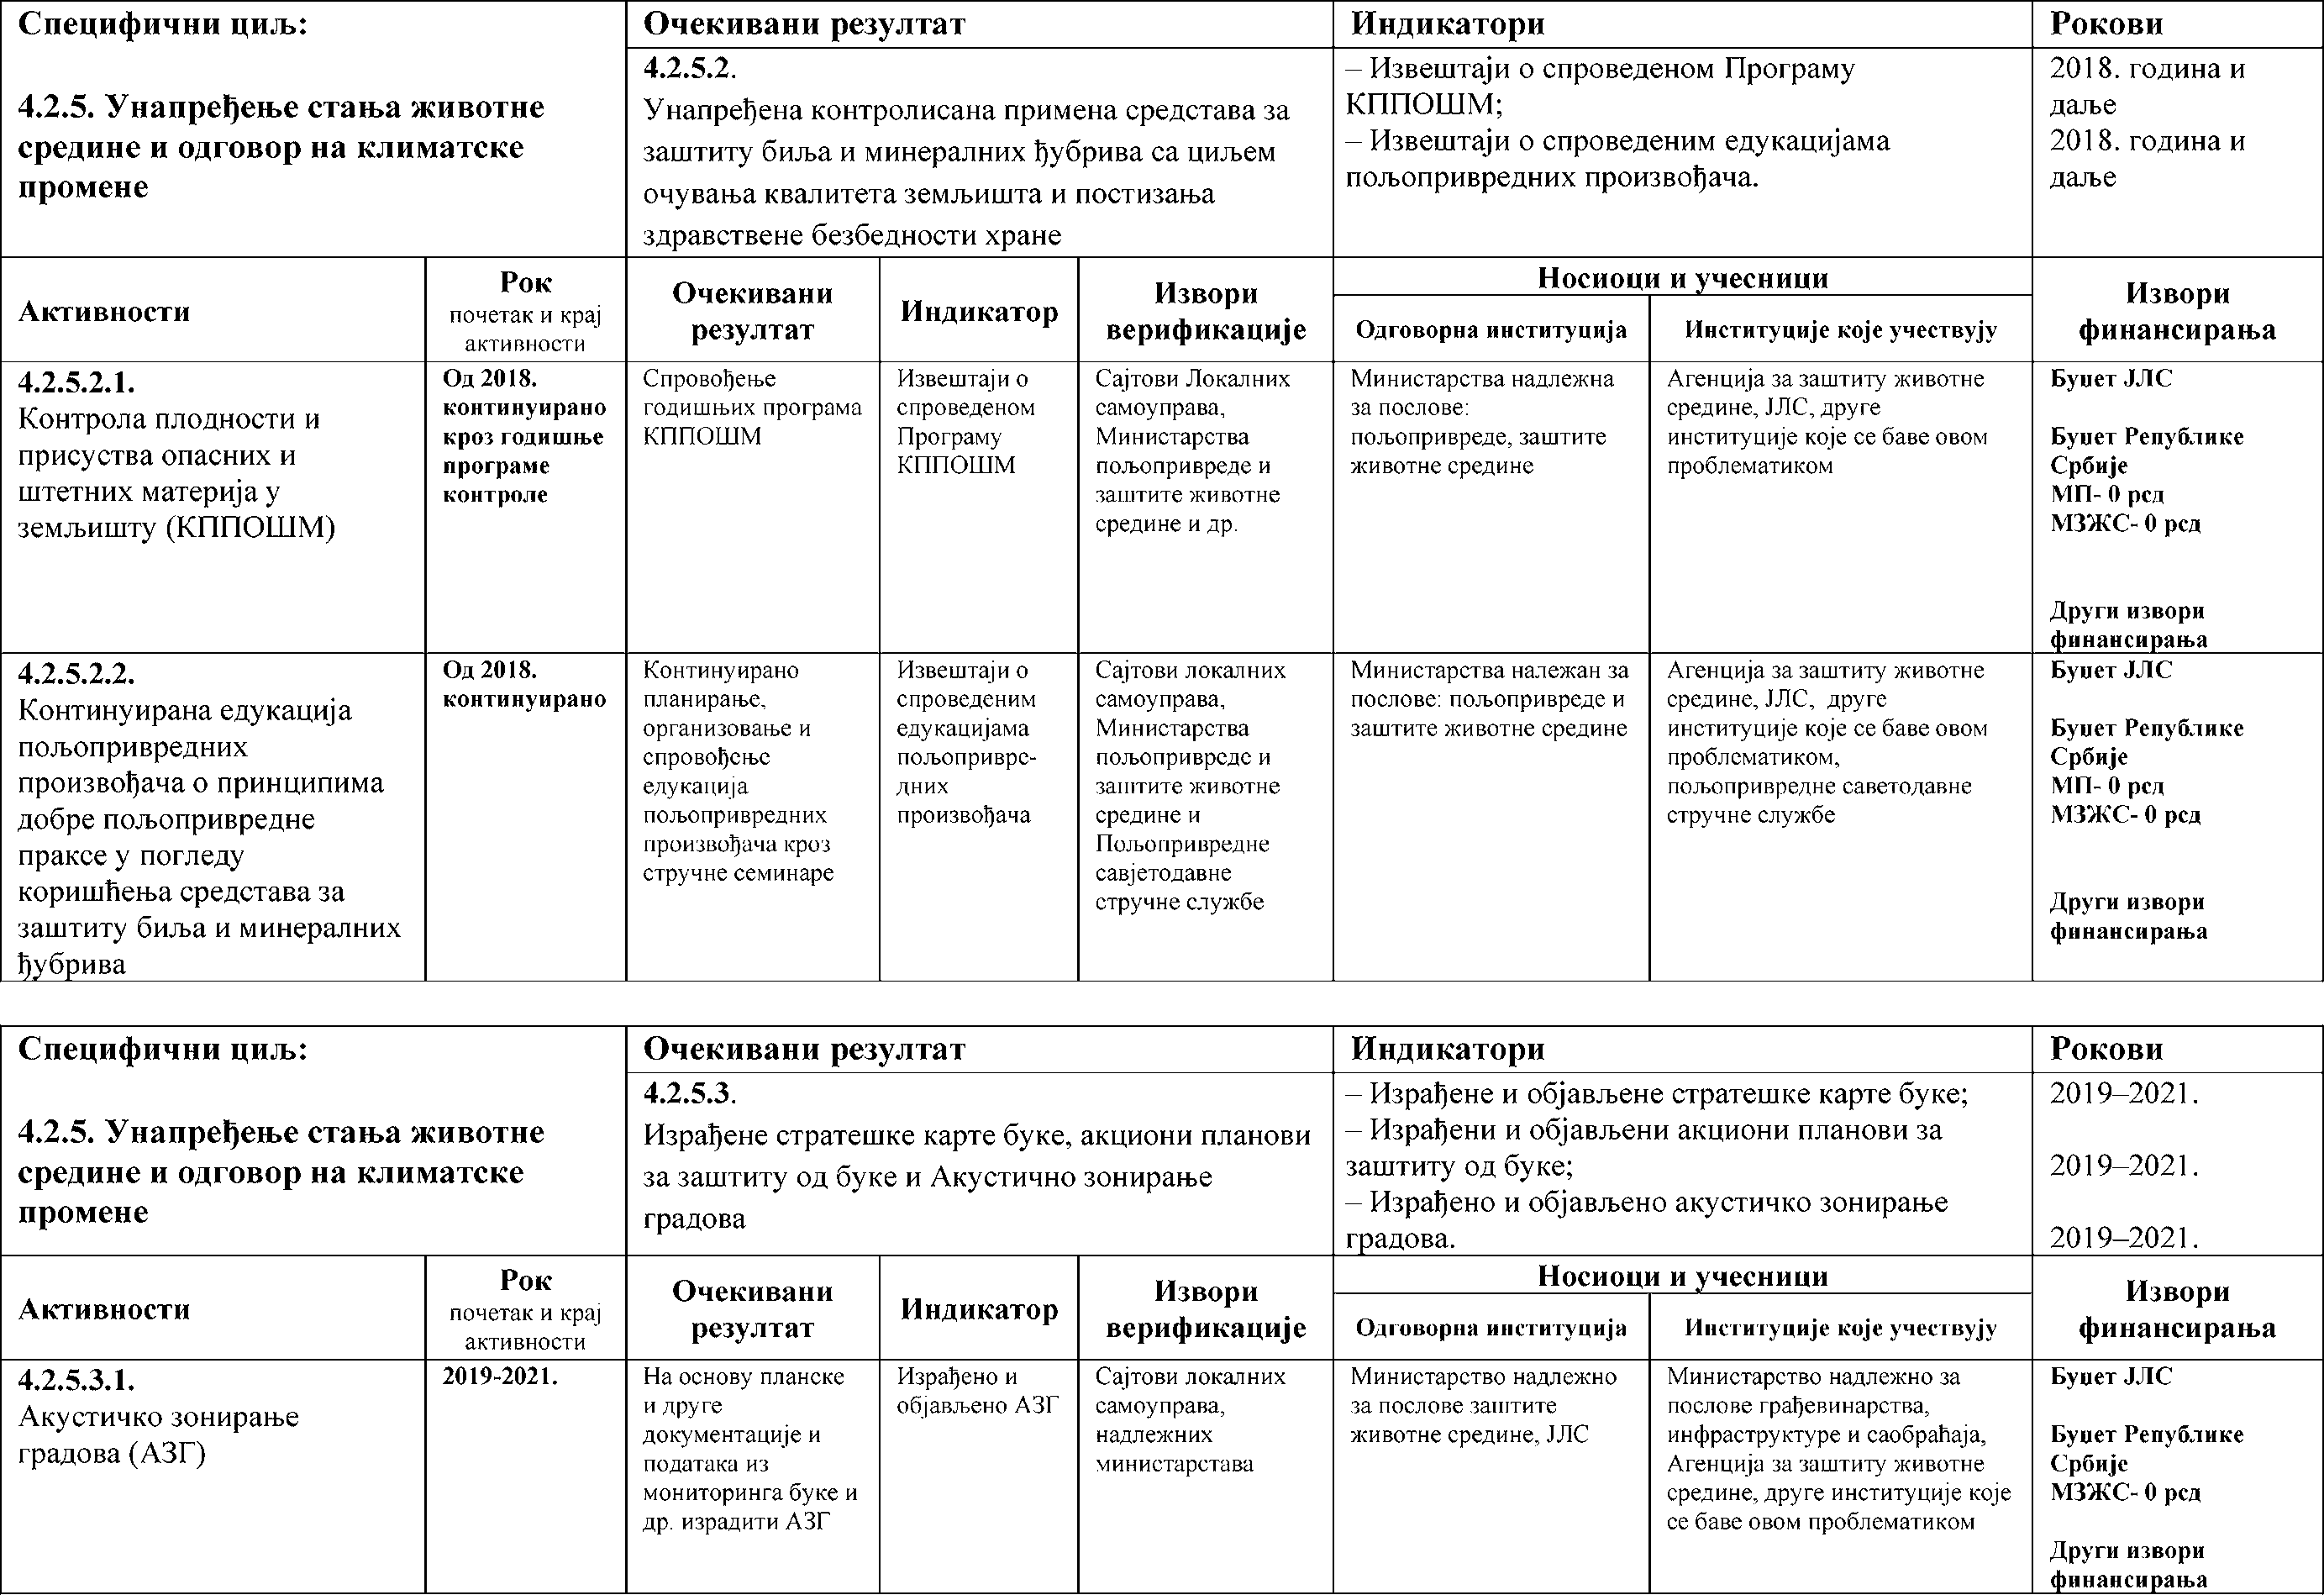 Специфични циљ:
4.2.5. Унапређење стања животне
средине и одговор на климатске
промене
Очекивани резултат
4.2.5.2.
Унапређена контролисана примена средстава за
заштиту биља и минералних ђубрива са циљем
очувања квалитета земљишта и постизања
здравствене безбедности хране
Индикатори
– Извештаји о спроведеном Програму
КППОШМ;
– Извештаји о спроведеним едукацијама
пољопривредних произвођача.
Рокови
2018. година и
даље
2018. година и
даље
Активности
Рок
почетак и крај
активности
Очекивани
резултат
Индикатор
Извори
верификације
Носиоци и учесници
Одговорна институција
Институције које учествују
Извори
финансирања
4.2.5.2.1.
Контрола плодности и
присуства опасних и
штетних материја у
земљишту (КППОШМ)
Од 2018.
континуирано
кроз годишње
програме
контроле
Спровођење
годишњих програма
КППОШМ
Извештаји о
спроведеном
Програму
КППОШМ
Сајтови Локалних
самоуправа,
Министарства
пољопривреде и
заштите животне
средине и др.
Министарства надлежна
за послове:
пољопривреде, заштите
животне средине
Агенција за заштиту животне
средине, ЈЛС, друге
институције које се баве овом
проблематиком
Буџет ЈЛС
Буџет Републике
Србије
МП- 0 рсд
МЗЖС- 0 рсд
Други извори
финансирања
4.2.5.2.2.
Континуирана едукација
пољопривредних
произвођача о принципима
добре пољопривредне
праксе у погледу
коришћења средстава за
заштиту биља и минералних
ђубрива
Од 2018.
континуирано
Континуирано
планирање,
организовање и
спровођење
едукација
пољопривредних
произвођача кроз
стручне семинаре
Извештаји о
спроведеним
едукацијама
пољопривре-
дних
произвођача
Сајтови локалних
самоуправа,
Министарства
пољопривреде и
заштите животне
средине и
Пољопривредне
савјетодавне
стручне службе
Министарства належан за
послове: пољопривреде и
заштите животне средине
Агенција за заштиту животне
средине, ЈЛС, друге
институције које се баве овом
проблематиком,
пољопривредне саветодавне
стручне службе
Буџет ЈЛС
Буџет Републике
Србије
МП- 0 рсд
МЗЖС- 0 рсд
Други извори
финансирања
Специфични циљ:
4.2.5. Унапређење стања животне
средине и одговор на климатске
промене
Очекивани резултат
4.2.5.3.
Израђене стратешке карте буке, акциони планови
за заштиту од буке и Акустично зонирање
градова
Индикатори
– Израђене и објављене стратешке карте буке;
– Израђени и објављени акциони планови за
заштиту од буке;
– Израђено и објављено акустичко зонирање
градова.
Рокови
2019–2021.
2019–2021.
2019–2021.
Активности
Рок
почетак и крај
активности
Очекивани
резултат
Индикатор
Извори
верификације
Носиоци и учесници
Одговорна институција
Институције које учествују
Извори
финансирања
4.2.5.3.1.
Акустичко зонирање
градова (АЗГ)
2019-2021.
На основу планске
и друге
документације и
података из
мониторинга буке и
др. израдити АЗГ
Израђено и
објављено АЗГ
Сајтови локалних
самоуправа,
надлежних
министарстава
Министарство надлежно
за послове заштите
животне средине, ЈЛС
Министарство надлежно за
послове грађевинарства,
инфраструктуре и саобраћаја,
Агенција за заштиту животне
средине, друге институције које
се баве овом проблематиком
Буџет ЈЛС
Буџет Републике
Србије
МЗЖС- 0 рсд
Други извори
финансирања